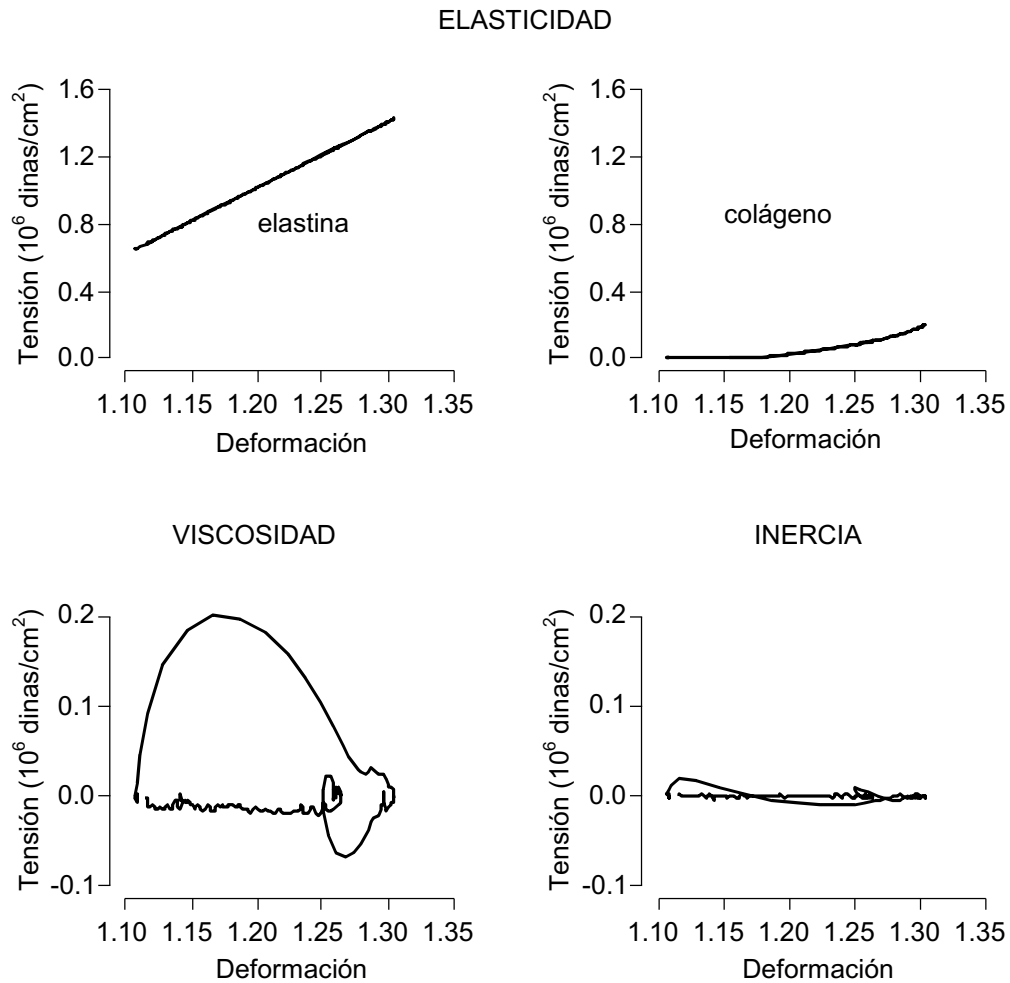 ELASTICIDAD
Tensión (10⁶ dinas/cm²)
1.6
1.2
0.8
0.4
0.0
elastina
1.10 1.15 1.20 1.25 1.30 1.35
Deformación
Tensión (10⁶ dinas/cm²)
1.6
1.2
0.8
0.4
0.0
colágeno
1.10 1.15 1.20 1.25 1.30 1.35
Deformación
VISCOSIDAD
Tensión (10⁶ dinas/cm²)
0.2
0.1
0.0
-0.1
1.10 1.15 1.20 1.25 1.30 1.35
Deformación
INERCIA
Tensión (10⁶ dinas/cm²)
0.2
0.1
0.0
-0.1
1.10 1.15 1.20 1.25 1.30 1.35
Deformación